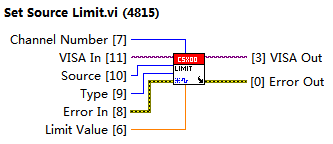 Set Source Limit.vi (4815)
Channel Number [7]
VISA In [11]
Source [10]
Type [9]
Error In [8]
Limit Value [6]
C5X00
LIMIT
[3] VISA Out
[0] Error Out